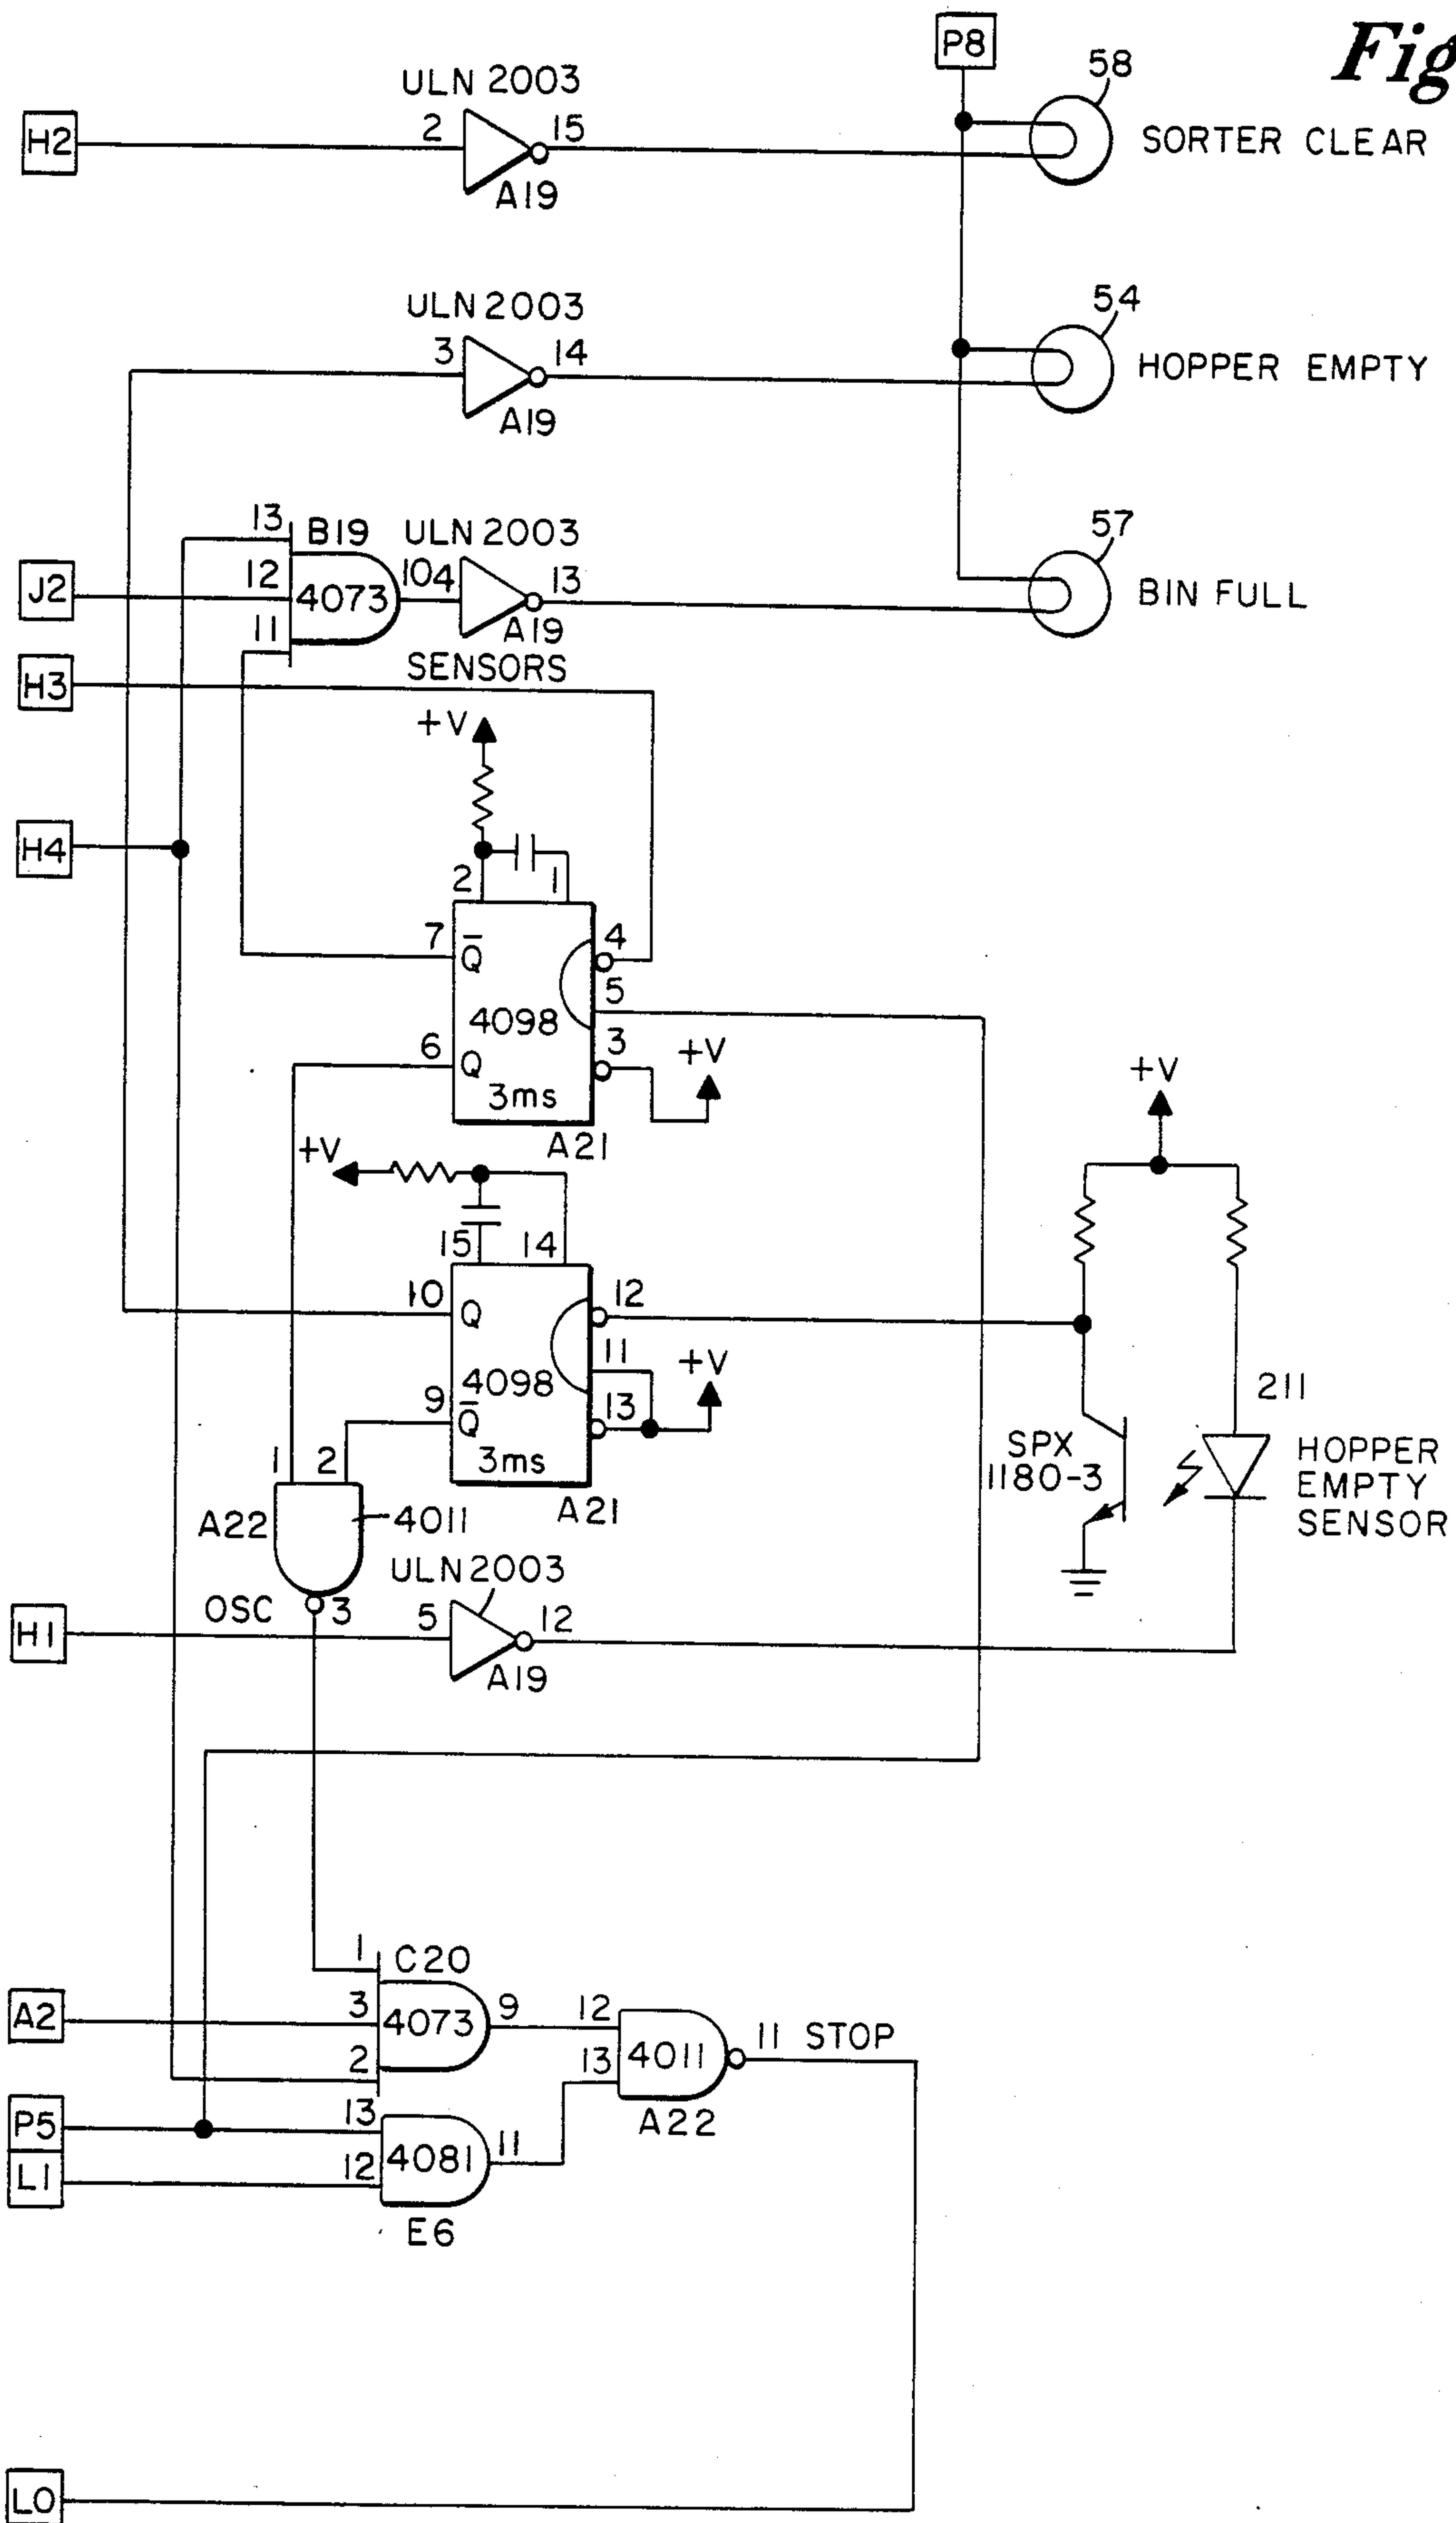 Fig
P8
58
ULN 2003
H2
2
15
SORTER CLEAR
A19
54
ULN 2003
3
14
HOPPER EMPTY
A19
57
13
B19
ULN 2003
J2
12
4073
10
4
13
BIN FULL
11
A19
H3
SENSORS
+V
H4
2
1
7
Q̅
4
5
4098
6
Q
3
+V
3ms
A21
+V
+V
15
14
10
Q
12
11
+V
4098
9
Q̅
13
211
3ms
SPX
1180-3
HOPPER
EMPTY
SENSOR
A21
1
2
A22
4011
ULN2003
OSC
3
H1
5
12
A19
1
C20
A2
3
4073
9
12
11
STOP
2
13
4011
P5
13
A22
4081
11
L1
12
E6
L0